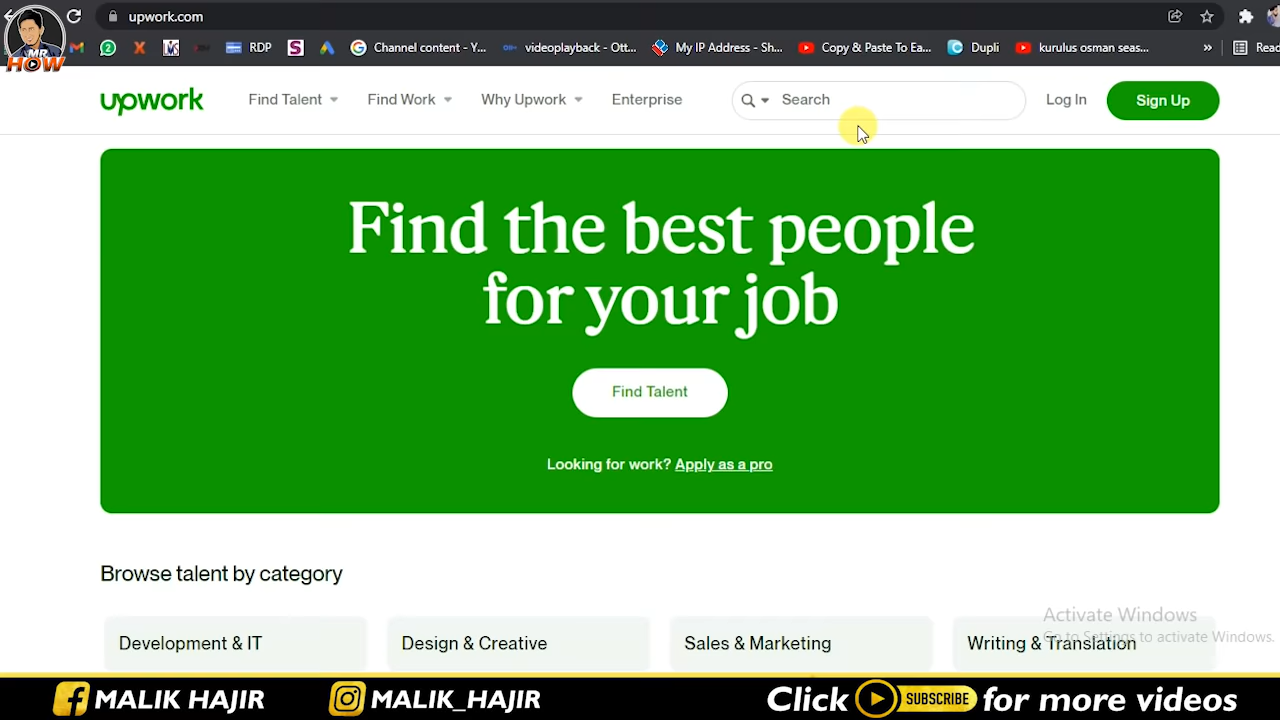 upwork.com
MR HOW
RDP
Channel content - Y...
videoplayback - Ott...
My IP Address - Sh...
Copy & Paste To Ea...
Dupli
kurulus osman seas...
»
Read
upwork
Find Talent
Find Work
Why Upwork
Enterprise
Search
Log In
Sign Up
Find the best people
for your job
Find Talent
Looking for work? Apply as a pro
Browse talent by category
Development & IT
Design & Creative
Sales & Marketing
Writing & Translation
Activate Windows
Go to Settings to activate Windows.
MALIK HAJIR
MALIK_HAJIR
Click SUBSCRIBE for more videos